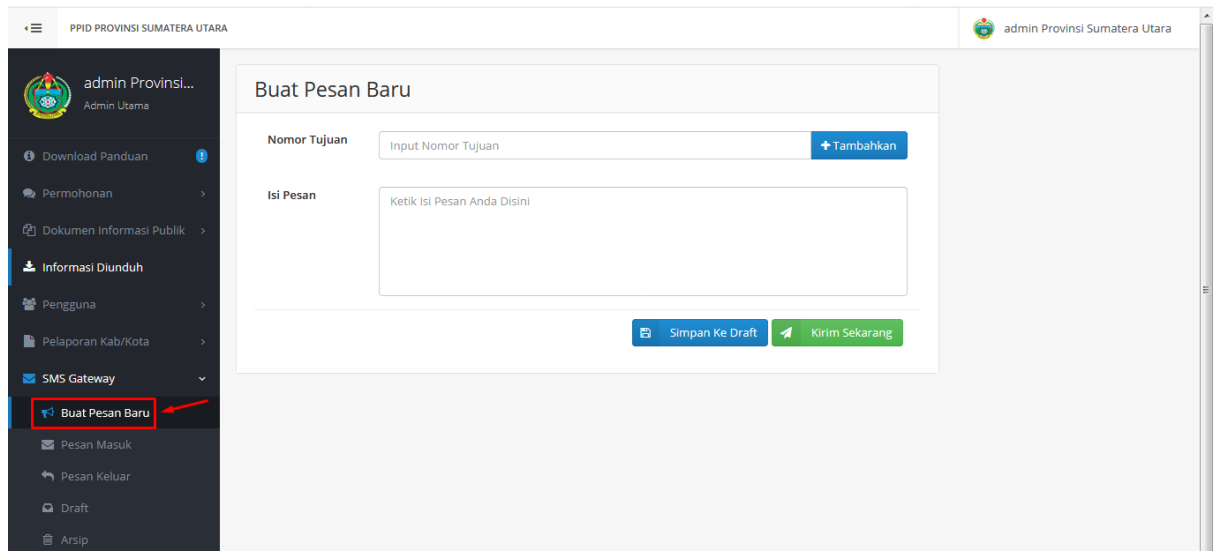 PPID PROVINSI SUMATERA UTARA
admin Provinsi Sumatera Utara
admin Provinsi...
Admin Utama
Download Panduan
Permohonan
Dokumen Informasi Publik
Informasi Diunduh
Pengguna
Pelaporan Kab/Kota
SMS Gateway
Buat Pesan Baru
Pesan Masuk
Pesan Keluar
Draft
Arsip
Buat Pesan Baru
Nomor Tujuan
Input Nomor Tujuan
Tambahkan
Isi Pesan
Ketik Isi Pesan Anda Disini
Simpan Ke Draft
Kirim Sekarang